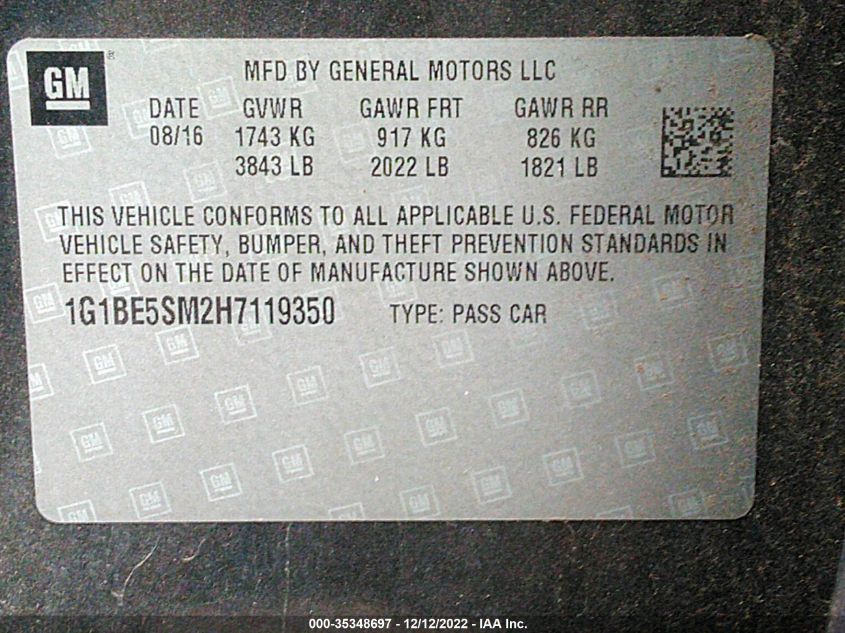 GM
MFD BY GENERAL MOTORS LLC
DATE GVWR GAWR FRT GAWR RR
08/16 1743 KG 917 KG 826 KG
3843 LB 2022 LB 1821 LB
THIS VEHICLE CONFORMS TO ALL APPLICABLE U.S. FEDERAL MOTOR
VEHICLE SAFETY, BUMPER, AND THEFT PREVENTION STANDARDS IN
EFFECT ON THE DATE OF MANUFACTURE SHOWN ABOVE.
1G1BE5SM2H7119350 TYPE: PASS CAR
000-35348697 - 12/12/2022 - IAA Inc.